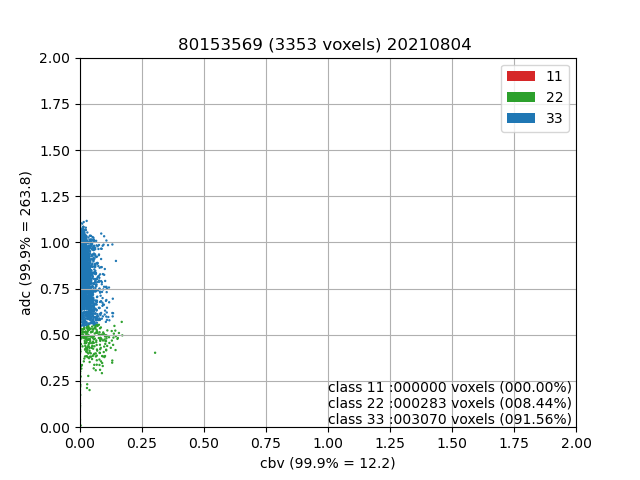 80153569 (3353 voxels) 20210804
2.00
1.75
1.50
1.25
1.00
0.75
0.50
0.25
0.00
adc (99.9% = 263.8)
11
22
33
class 11 :000000 voxels (000.00%)
class 22 :000283 voxels (008.44%)
class 33 :003070 voxels (091.56%)
0.00 0.25 0.50 0.75 1.00 1.25 1.50 1.75 2.00
cbv (99.9% = 12.2)